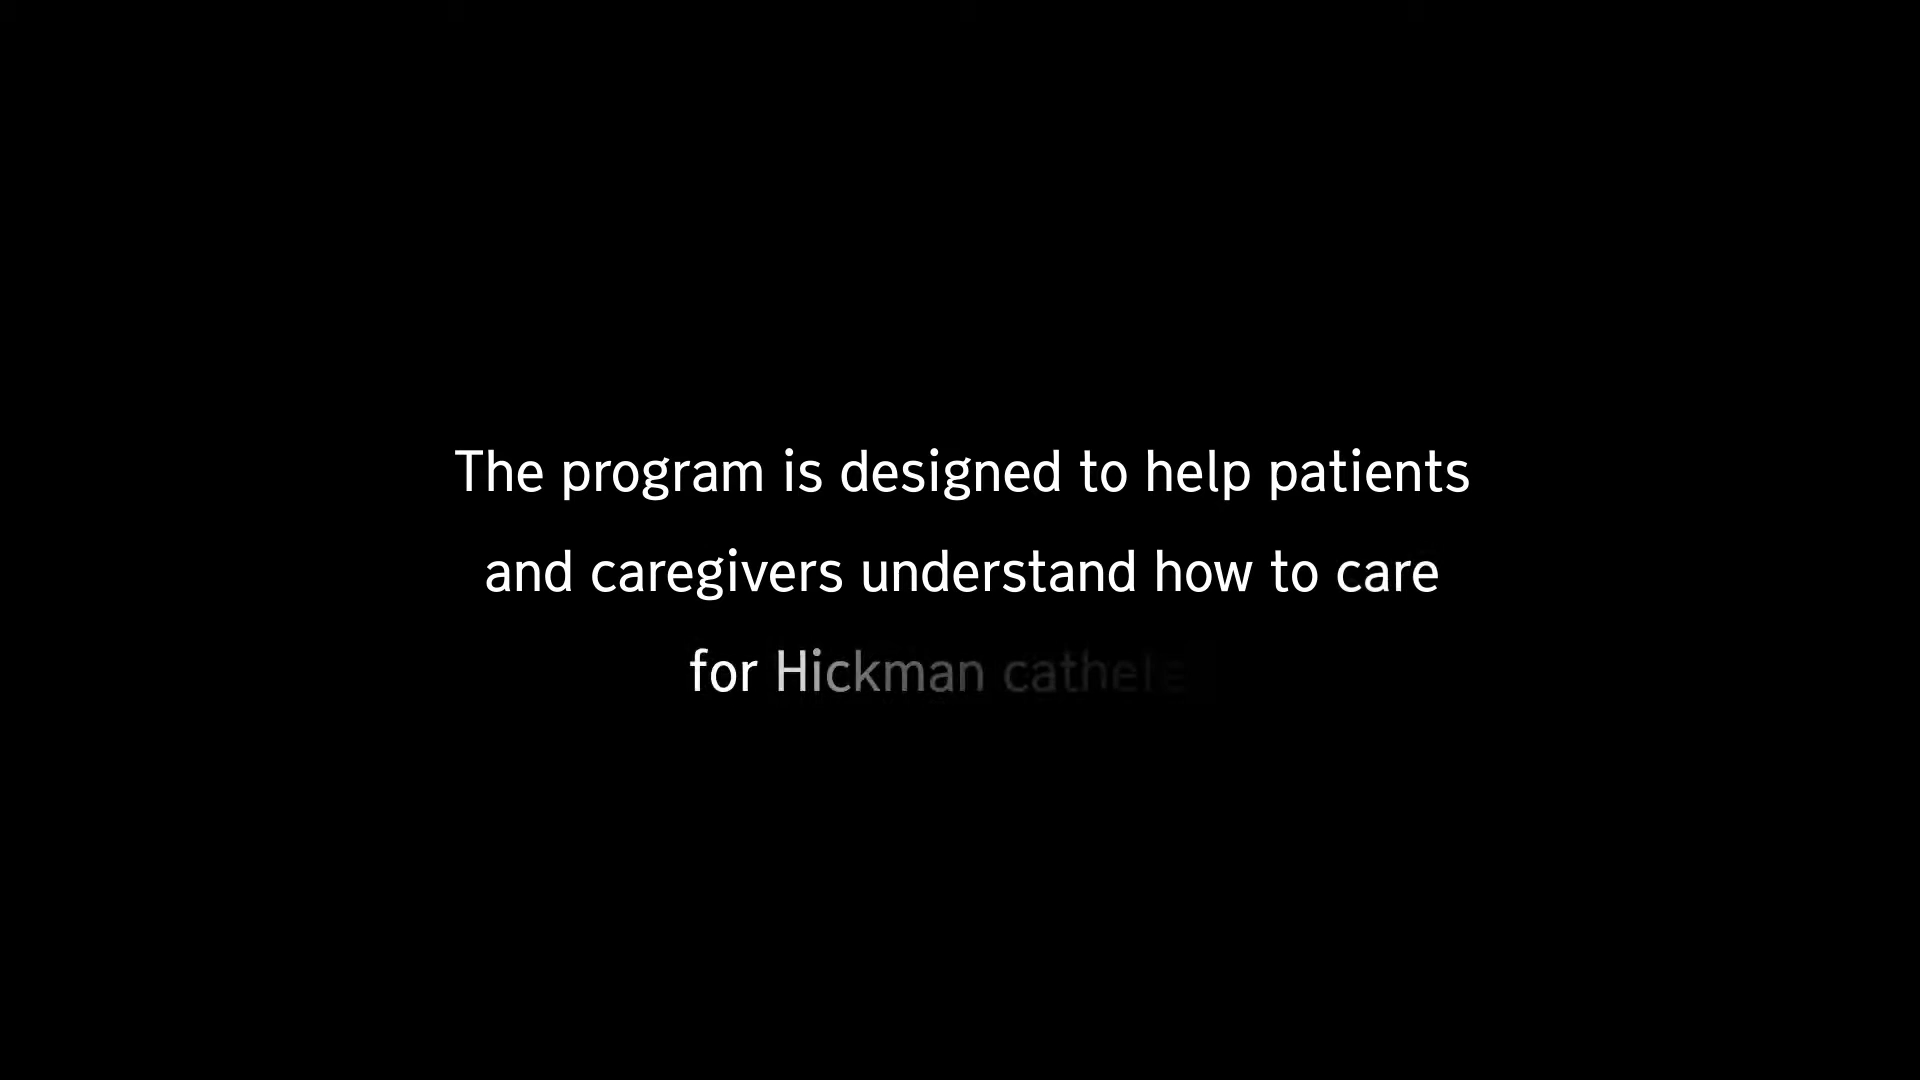 The program is designed to help patients
and caregivers understand how to care
for Hickman